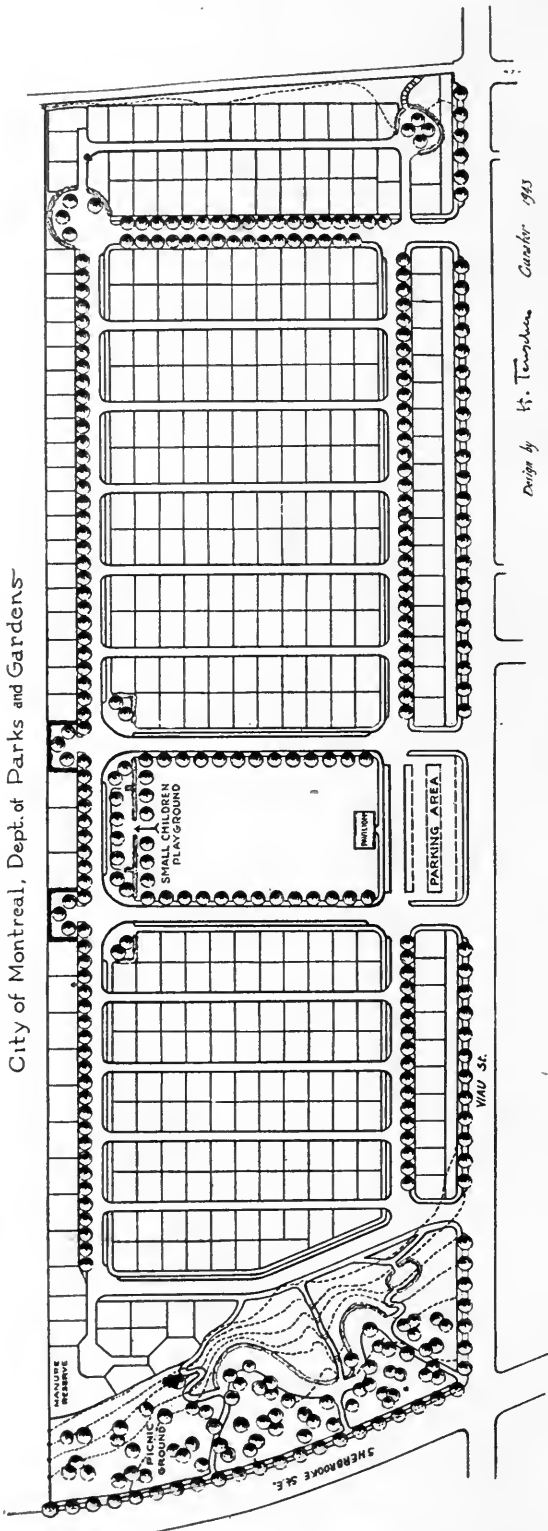 City of Montreal, Dept. of Parks and Gardens
SMALL CHILDREN
PLAYGROUND
PAVILION
PARKING AREA
MANURE
RESERVE
PICNIC
GROUND
SHERBROOKE St. E.
VIAU St.
Design by H. Teuscher Curator 1943